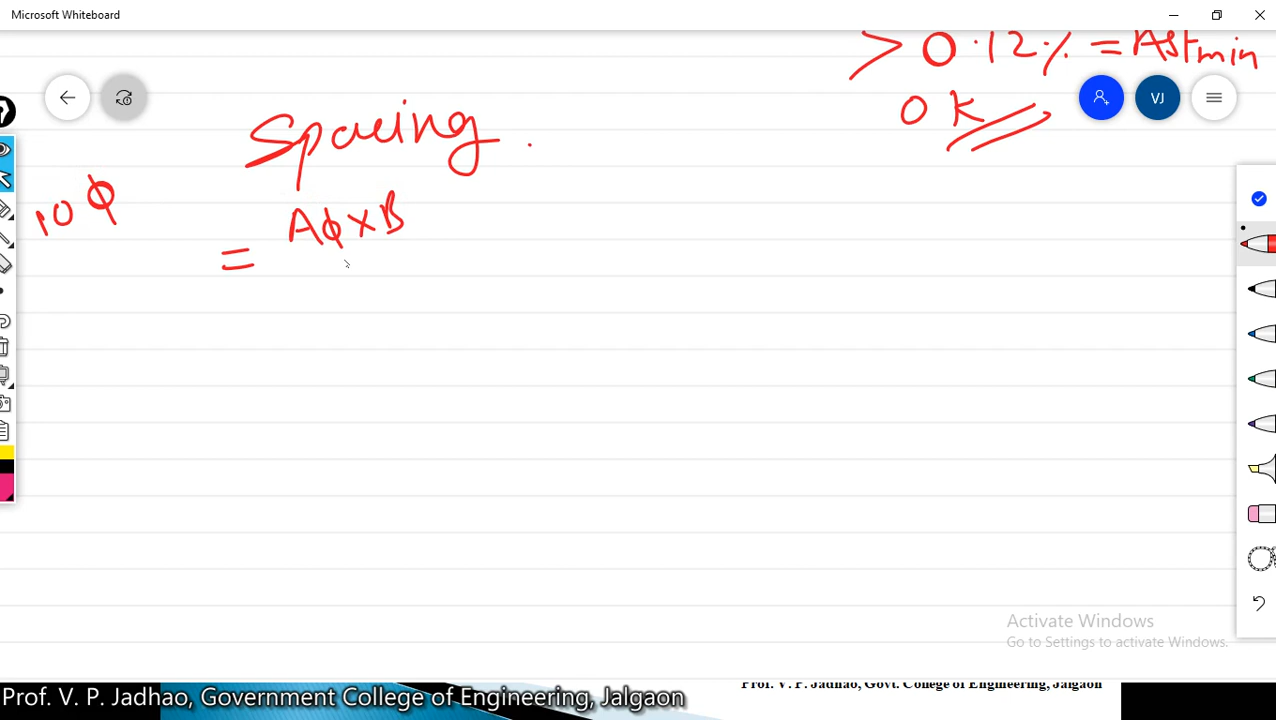 Microsoft Whiteboard
> 0.12% = Astmin
OK
VJ
Spacing.
10 ϕ
= Aϕ×B
Activate Windows
Go to Settings to activate Windows.
Prof. V. P. Jadhao, Govt. College of Engineering, Jalgaon
Prof. V. P. Jadhao, Government College of Engineering, Jalgaon